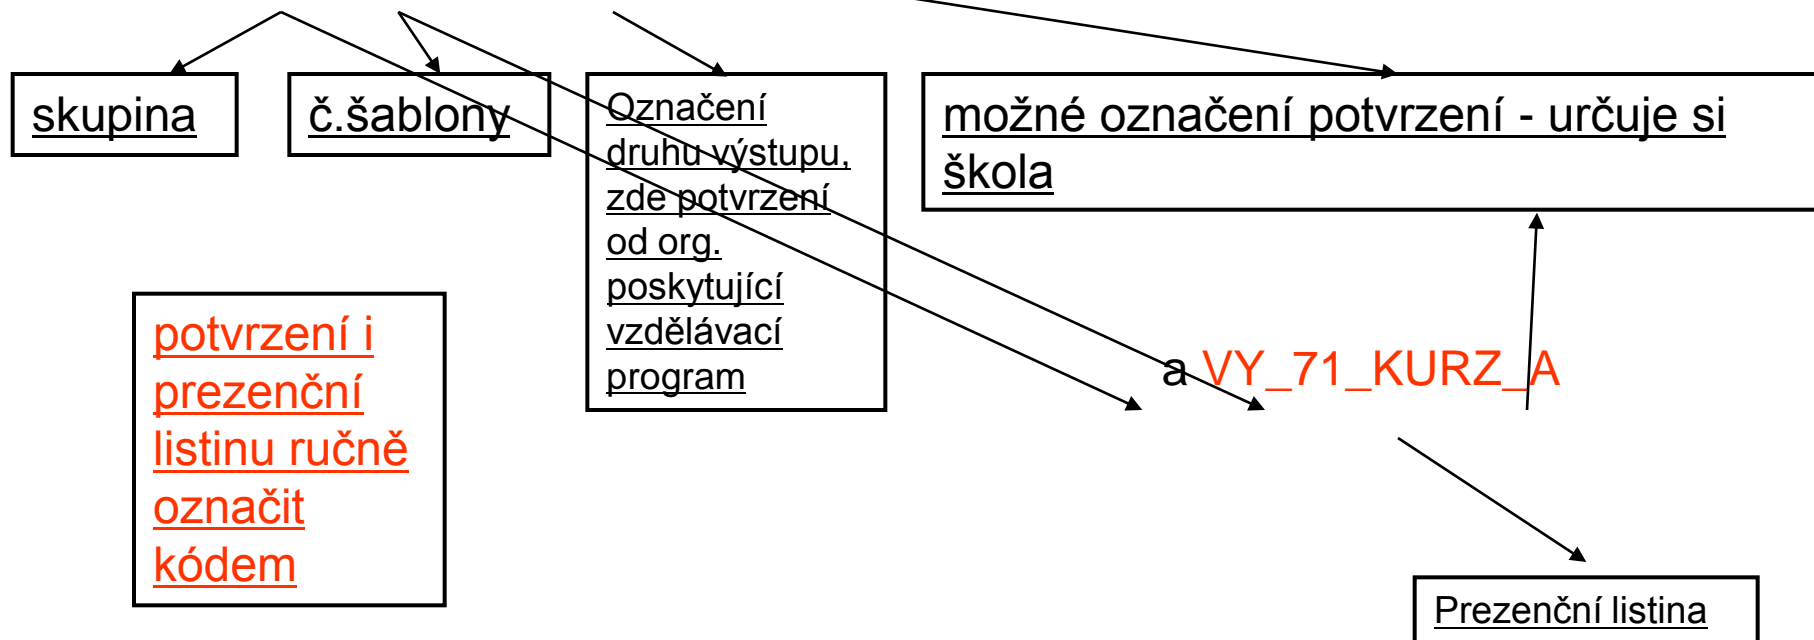 skupina
č.šablony
Označení
druhu výstupu,
zde potvrzení
od org.
poskytující
vzdělávací
program
možné označení potvrzení - určuje si
škola
potvrzení i
prezenční
listinu ručně
označit
kódem
a VY_71_KURZ_A
Prezenční listina